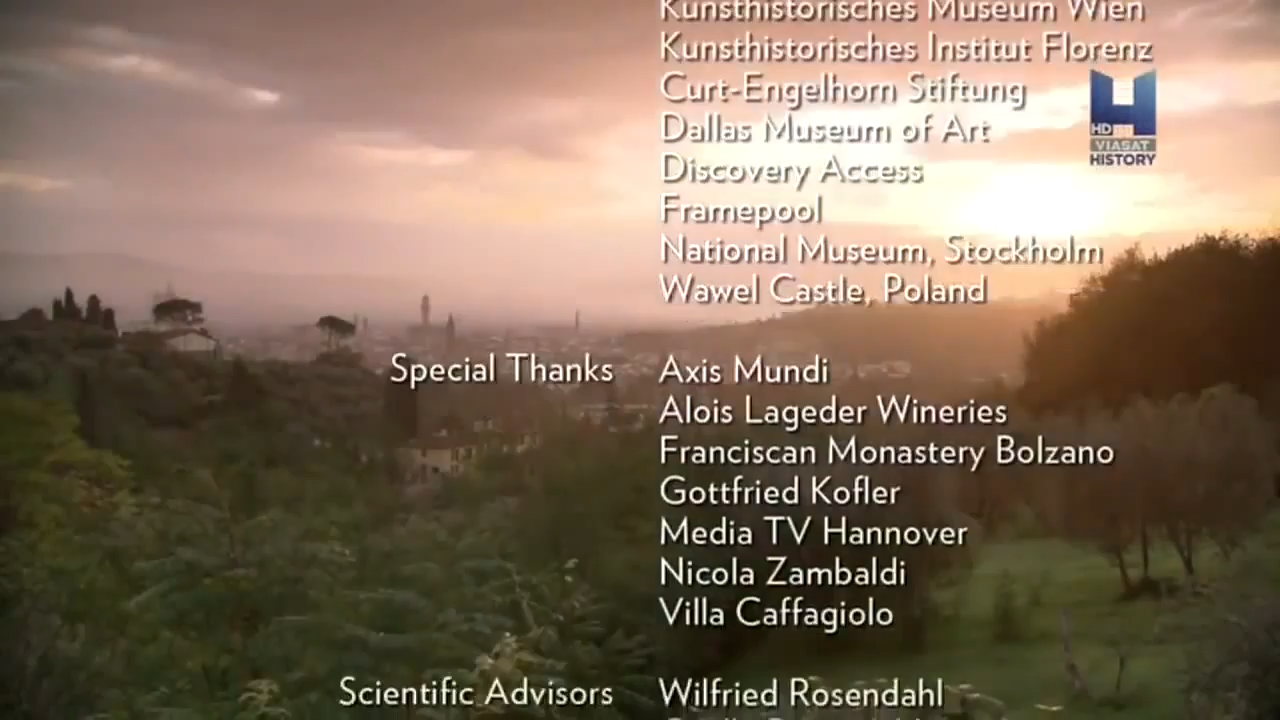 Kunsthistorisches Museum Wien
Kunsthistorisches Institut Florenz
Curt-Engelhorn Stiftung
Dallas Museum of Art
Discovery Access
Framepool
National Museum, Stockholm
Wawel Castle, Poland
HD
VIASAT
HISTORY
Special Thanks Axis Mundi
Alois Lageder Wineries
Franciscan Monastery Bolzano
Gottfried Kofler
Media TV Hannover
Nicola Zambaldi
Villa Caffagiolo
Scientific Advisors Wilfried Rosendahl